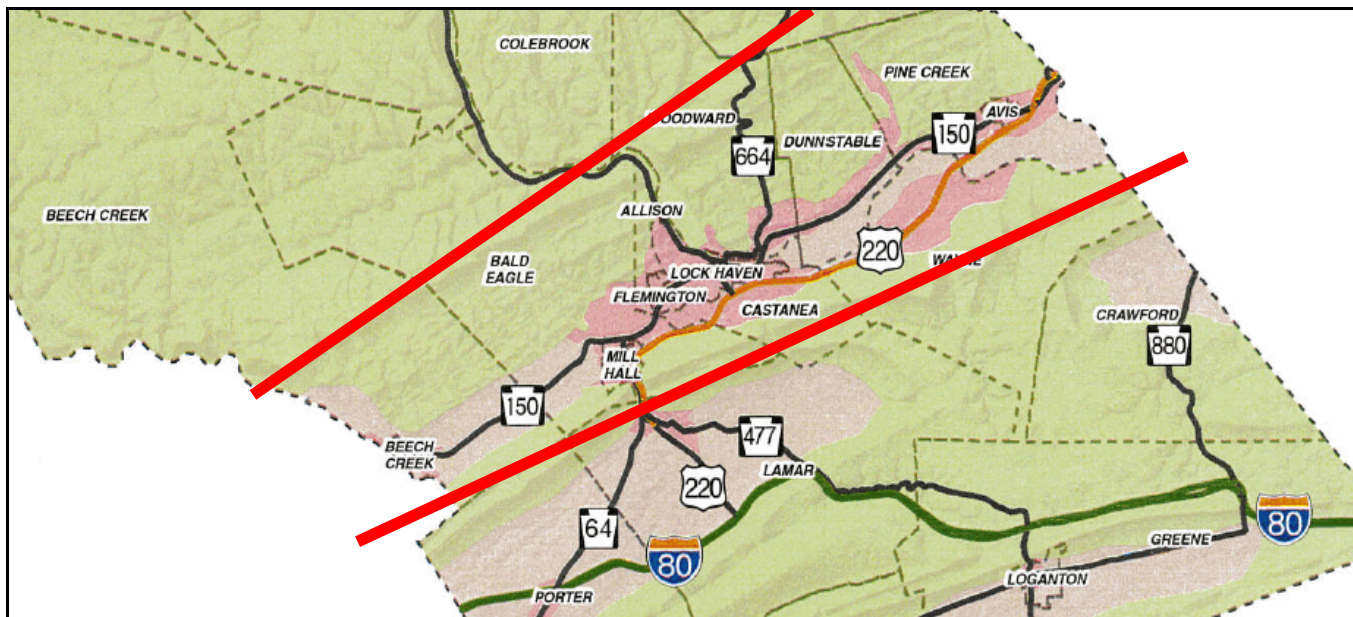 COLEBROOK
PINE CREEK
AVIS
WOODWARD
150
DUNNSTABLE
664
BEECH CREEK
ALLISON
220
BALD
EAGLE
LOCK HAVEN
WAYNE
FLEMINGTON
CASTANEA
CRAWFORD
880
MILL
HALL
150
477
BEECH
CREEK
LAMAR
220
64
80
80
GREENE
LOGANTON
PORTER